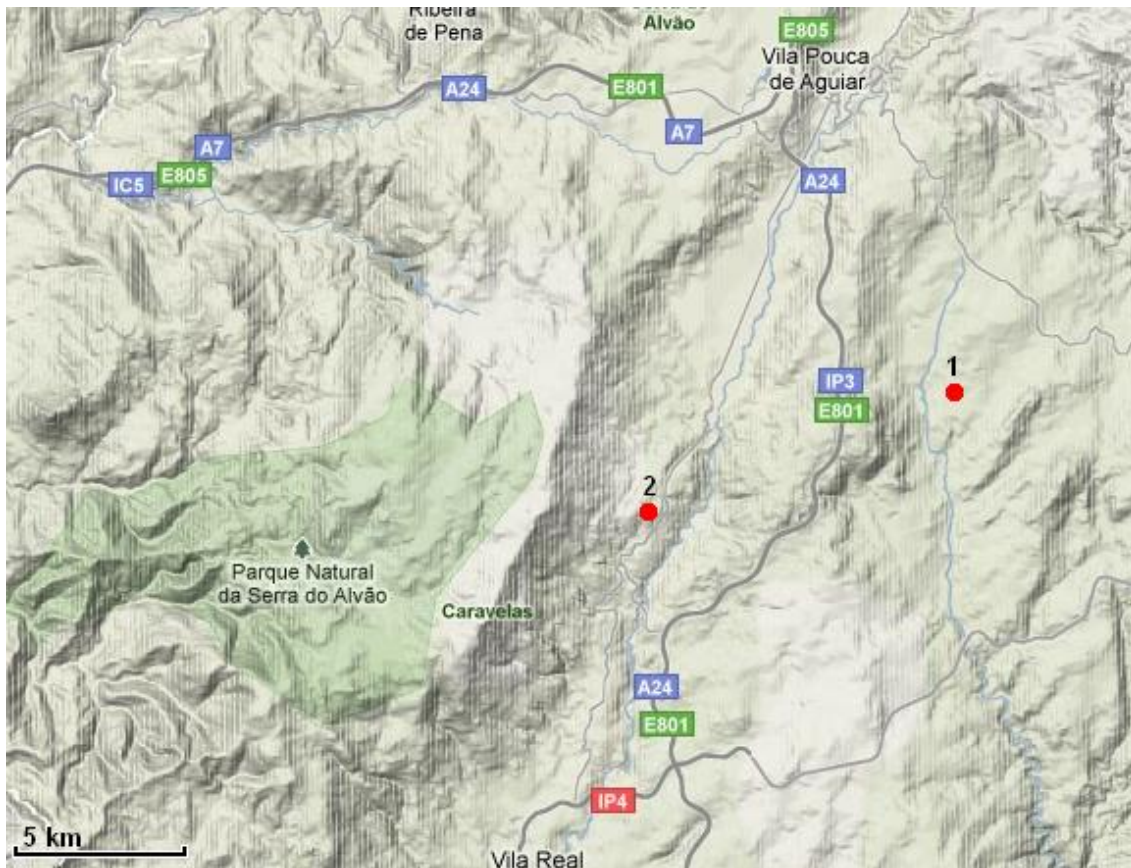 Ribeira
de Pena
Alvão
E805
Vila Pouca
de Aguiar
A24
E801
A7
A7
E805
IC5
A24
1
IP3
E801
2
Parque Natural
da Serra do Alvão
Caravelas
A24
E801
IP4
5 km
Vila Real